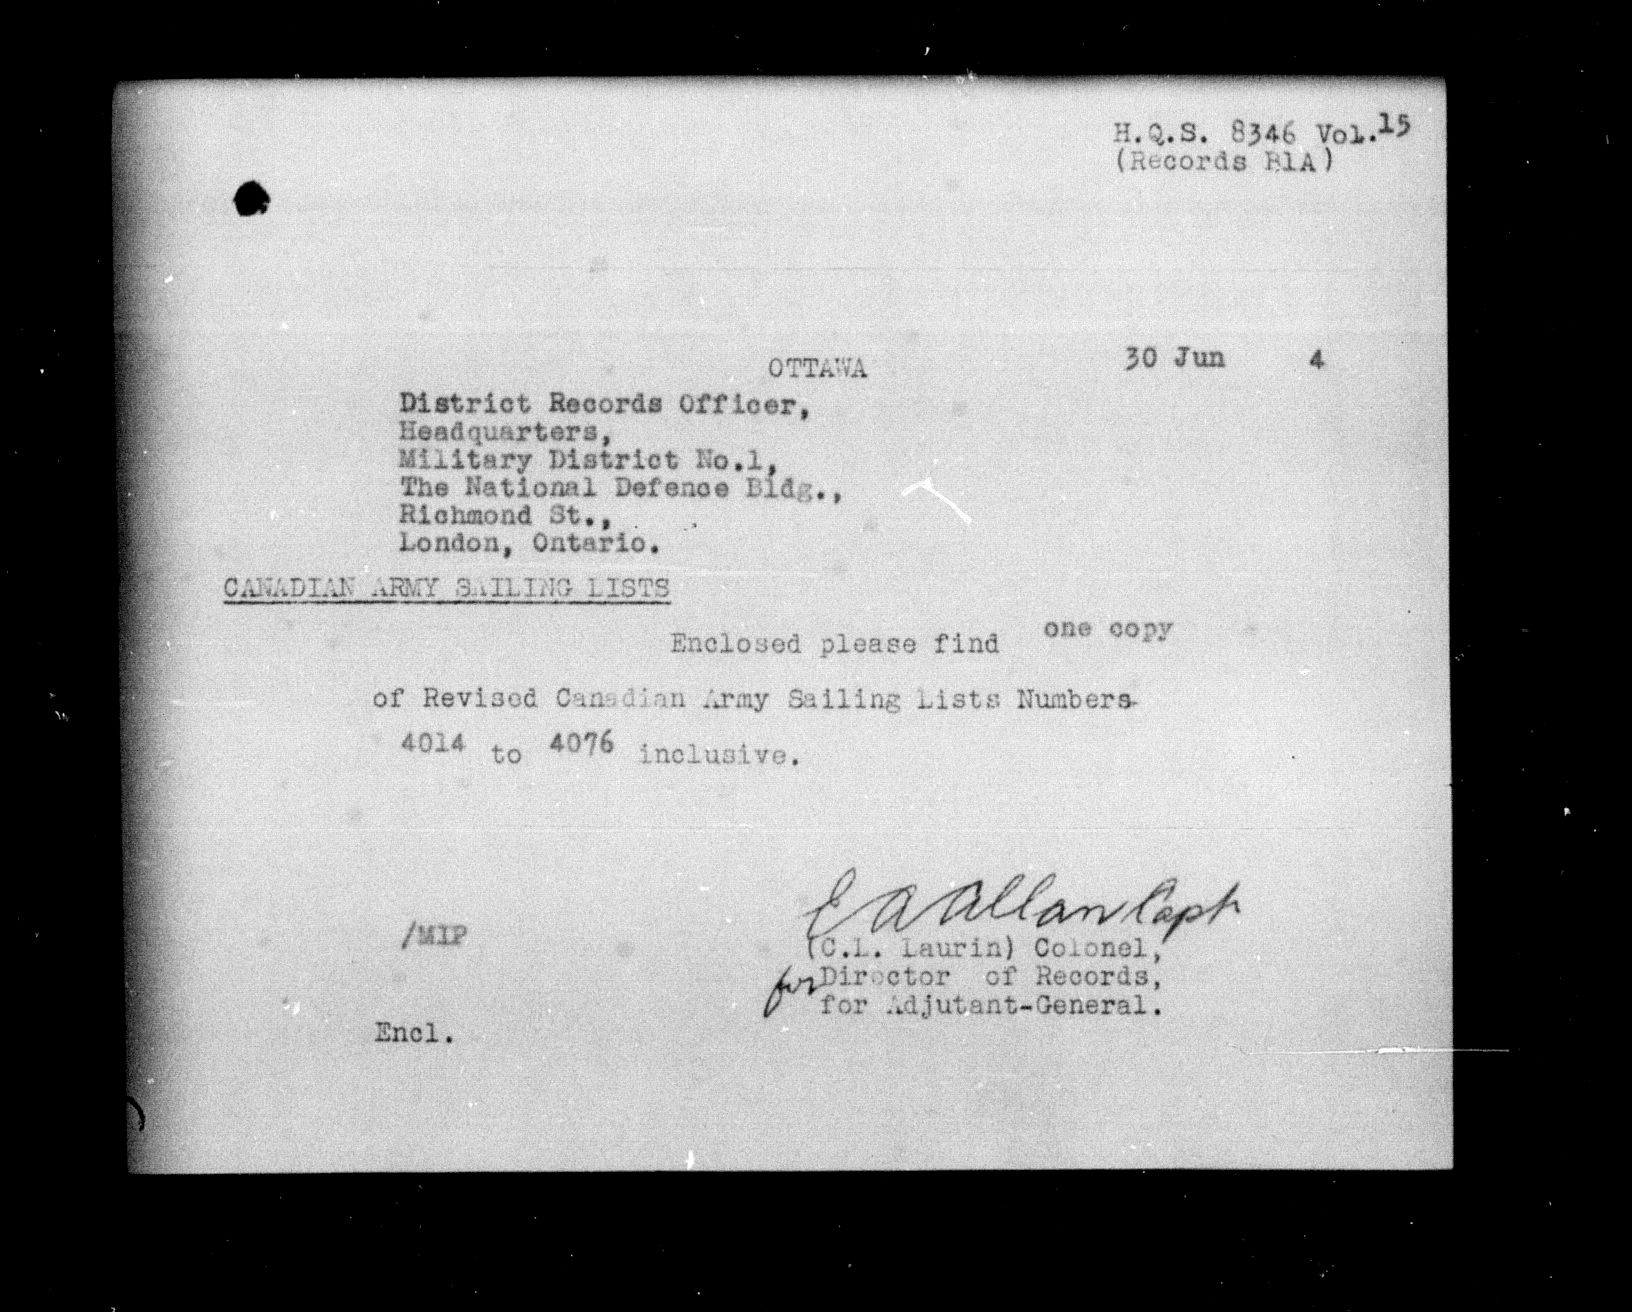 H.Q.S. 8346 Vol. 15
(Records B1A)
OTTAWA 30 Jun 4
District Records Officer,
Headquarters,
Military District No.1,
The National Defence Bldg.,
Richmond St.,
London, Ontario.
CANADIAN ARMY SAILING LISTS
Enclosed please find one copy
of Revised Canadian Army Sailing Lists Numbers
4014 to 4076 inclusive.
E A Allan Capt
/MIP
(C.L. Laurin) Colonel,
for Director of Records,
for Adjutant-General.
Encl.